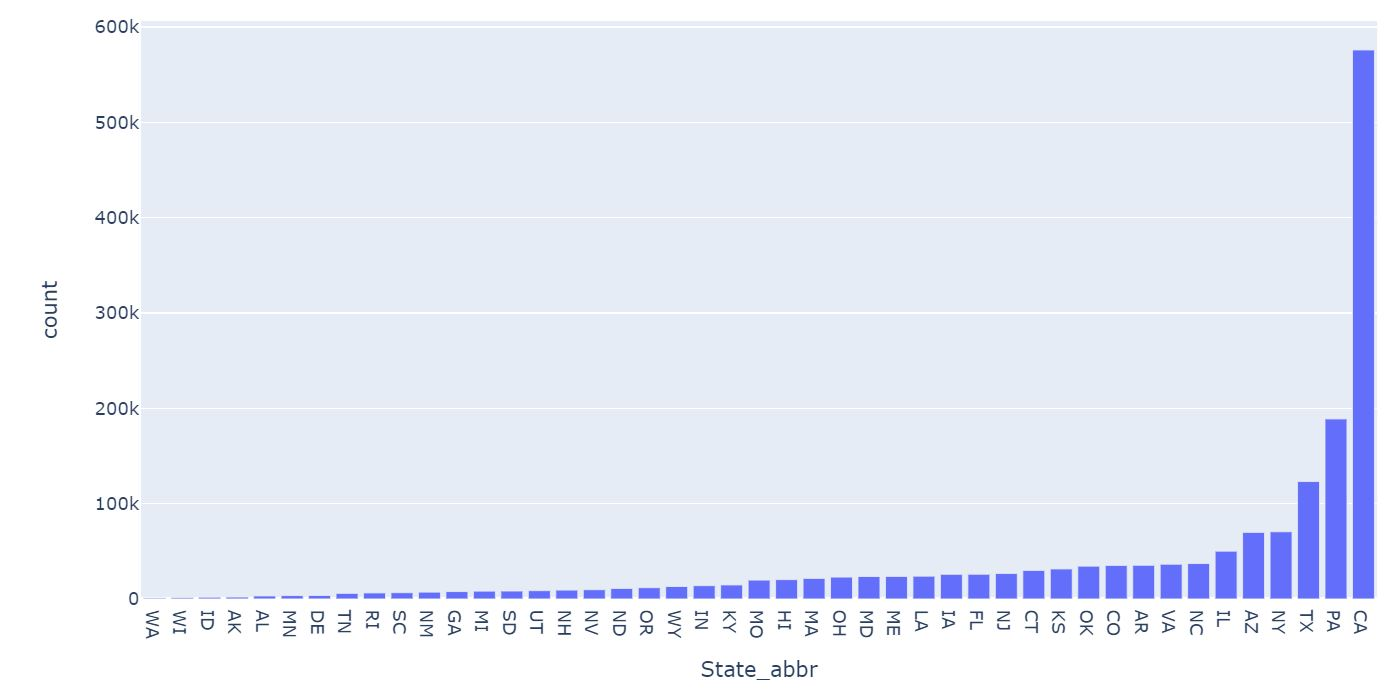 600k
500k
400k
300k
200k
100k
0
count
WA WI ID AK AL MN DE TN RI SC NM GA MI SD UT NH NV ND OR WY IN KY MO HI MA OH MD ME LA IA FL NJ CT KS OK CO AR VA NC IL AZ NY TX PA CA
State_abbr